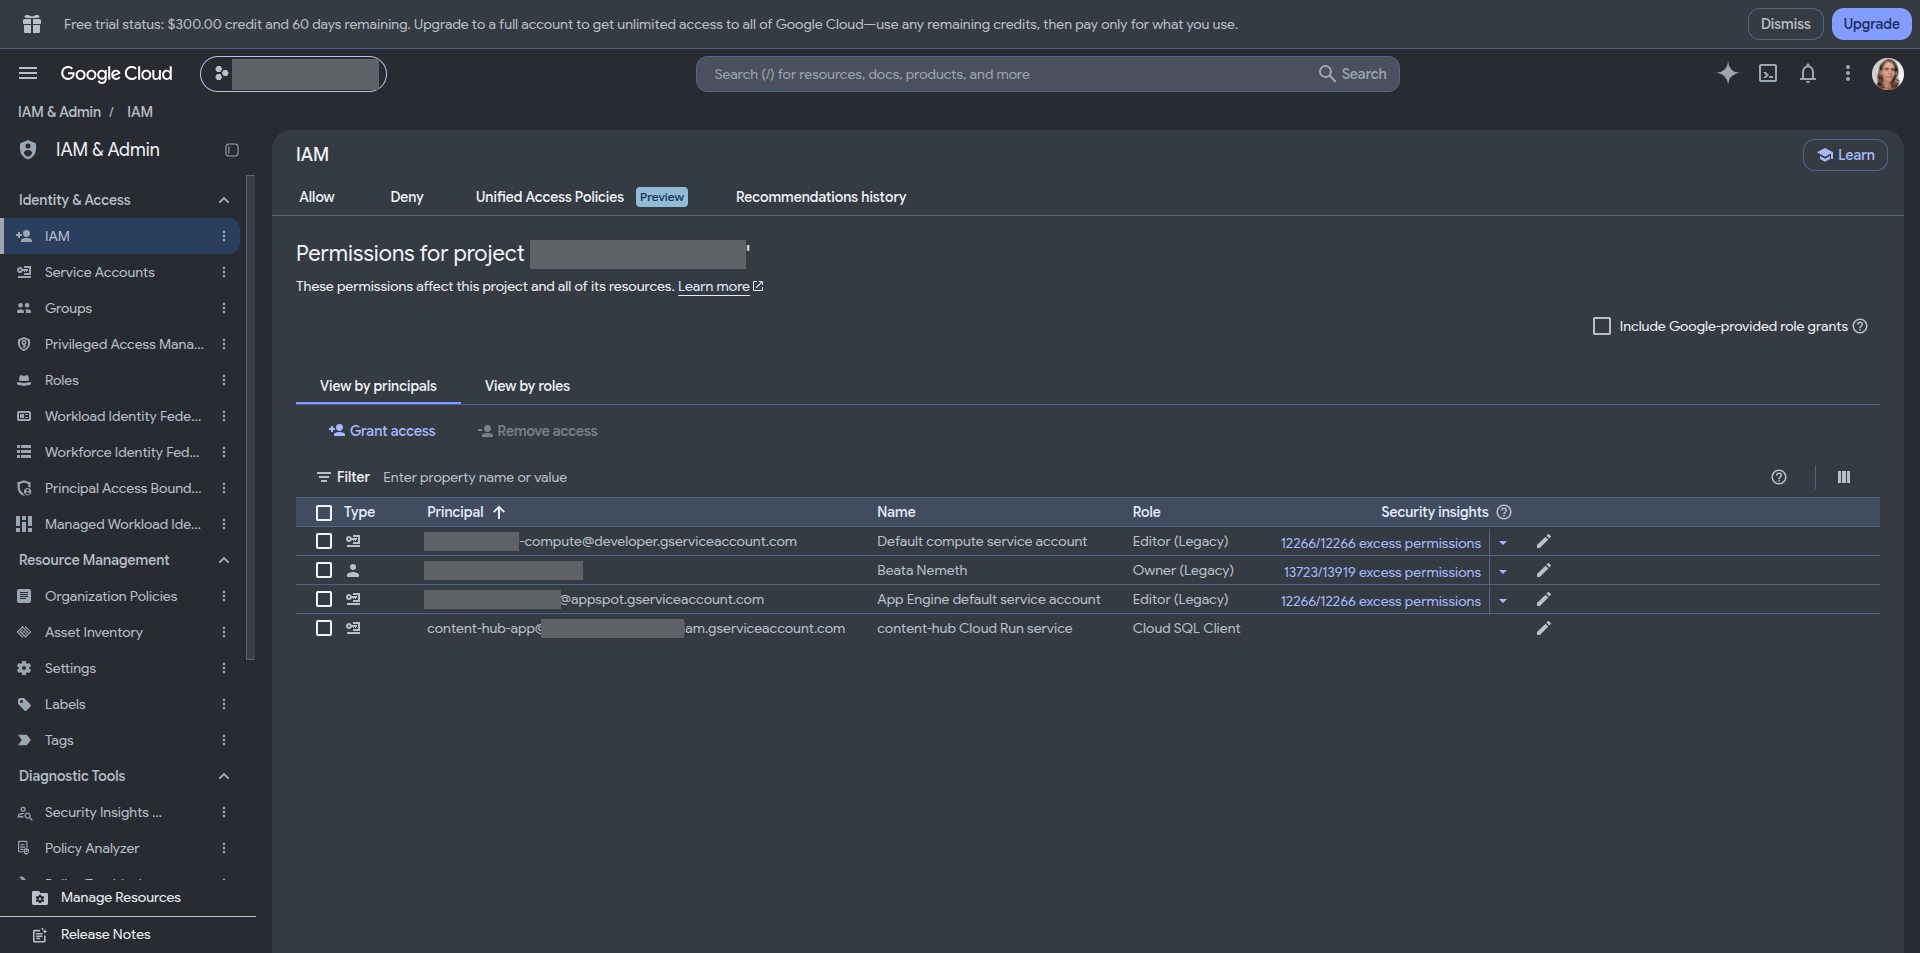 Free trial status: $300.00 credit and 60 days remaining. Upgrade to a full account to get unlimited access to all of Google Cloud—use any remaining credits, then pay only for what you use.
Dismiss
Upgrade
Google Cloud
Search (/) for resources, docs, products, and more
Search
IAM & Admin / IAM
IAM & Admin
Identity & Access
IAM
Service Accounts
Groups
Privileged Access Mana...
Roles
Workload Identity Fede...
Workforce Identity Fed...
Principal Access Bound...
Managed Workload Ide...
Resource Management
Organization Policies
Asset Inventory
Settings
Labels
Tags
Diagnostic Tools
Security Insights ...
Policy Analyzer
Manage Resources
Release Notes
IAM
Learn
Allow
Deny
Unified Access Policies Preview
Recommendations history
Permissions for project '
These permissions affect this project and all of its resources. Learn more
Include Google-provided role grants
View by principals
View by roles
Grant access
Remove access
Filter Enter property name or value
Type Principal Name Role Security insights
-compute@developer.gserviceaccount.com Default compute service account Editor (Legacy) 12266/12266 excess permissions
Beata Nemeth Owner (Legacy) 13723/13919 excess permissions
@appspot.gserviceaccount.com App Engine default service account Editor (Legacy) 12266/12266 excess permissions
content-hub-app@ iam.gserviceaccount.com content-hub Cloud Run service Cloud SQL Client